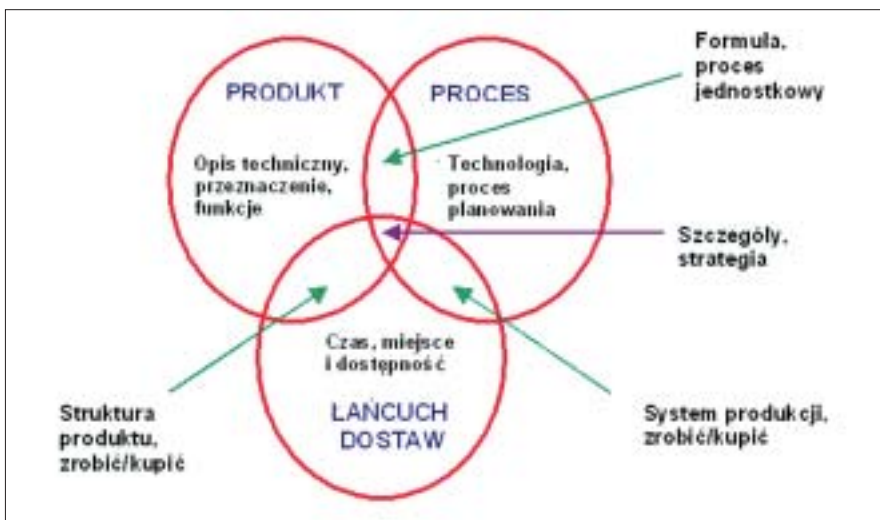 Formula,
proces
jednostkowy
PRODUKT
PROCES
Opis techniczny,
przeznaczenie,
funkcje
Technologia,
proces
planowania
Szczegóły,
strategia
Czas, miejsce
i dostępność
ŁAŃCUCH
DOSTAW
Struktura
produktu,
zrobić/kupić
System produkcji,
zrobić/kupić